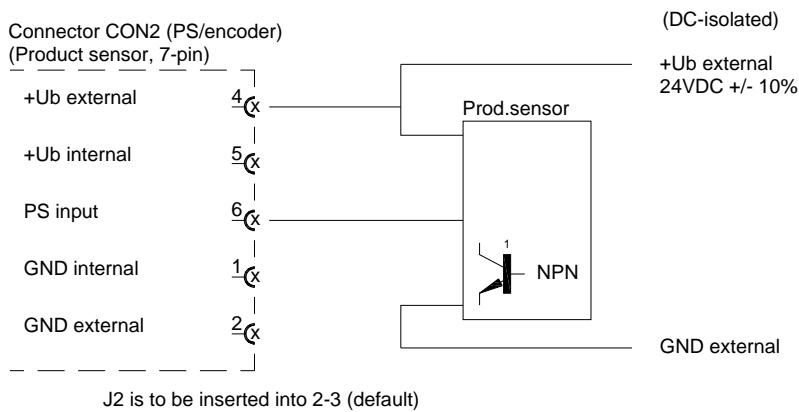 Connector CON2 (PS/encoder)
(Product sensor, 7-pin)
(DC-isolated)
+Ub external
24VDC +/- 10%
+Ub external
4
x
Prod.sensor
+Ub internal
5
x
PS input
6
x
GND internal
1
x
1
NPN
GND external
2
x
GND external
J2 is to be inserted into 2-3 (default)